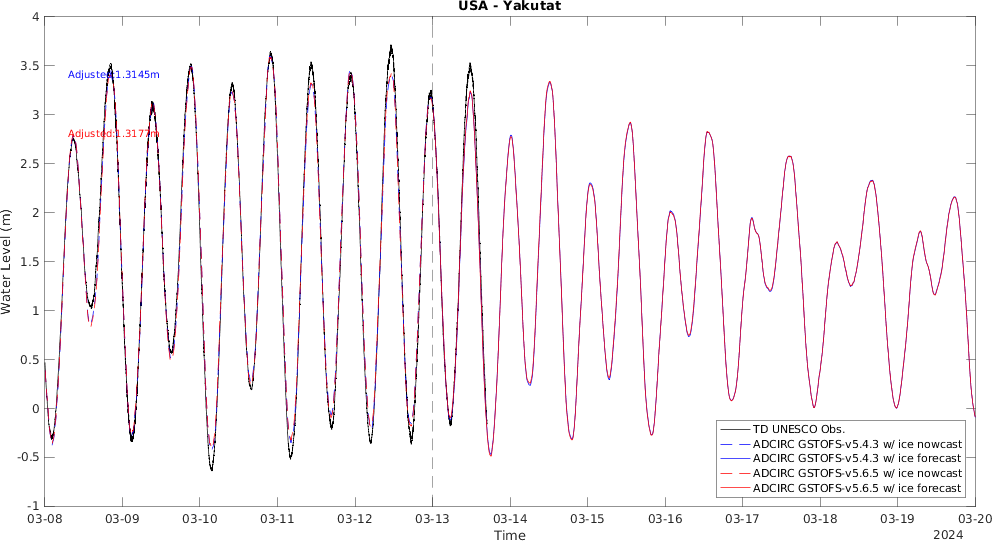 USA - Yakutat
4
3.5
3
2.5
2
1.5
1
0.5
0
-0.5
-1
Water Level (m)
Adjusted:1.3145m
Adjusted:1.3177m
TD UNESCO Obs.
ADCIRC GSTOFS-v5.4.3 w/ ice nowcast
ADCIRC GSTOFS-v5.4.3 w/ ice forecast
ADCIRC GSTOFS-v5.6.5 w/ ice nowcast
ADCIRC GSTOFS-v5.6.5 w/ ice forecast
03-08 03-09 03-10 03-11 03-12 03-13 03-14 03-15 03-16 03-17 03-18 03-19 03-20
Time
2024